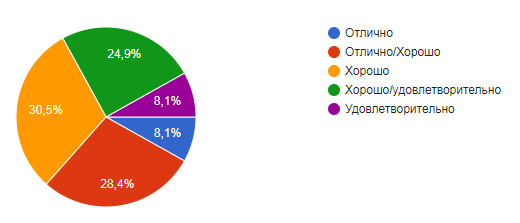 24,9%
8,1%
30,5%
8,1%
28,4%
Отлично
Отлично/Хорошо
Хорошо
Хорошо/удовлетворительно
Удовлетворительно